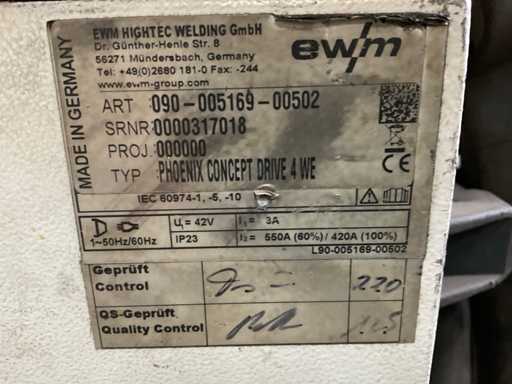 EWM HIGHTEC WELDING GmbH
Dr. Günther-Henle Str. 8
56271 Mündersbach, Germany
Tel: +49(0)2680 181-0 Fax: -244
www.ewm-group.com
ewm
MADE IN GERMANY
ART 090-005169-00502
SRNR 0000317018
PROJ. 000000
TYP PHOENIX CONCEPT DRIVE 4 WE
CE
IEC 60974-1, -5, -10
1~50Hz/60Hz
U₁ = 42V I₁ = 3A
IP23 I₂ = 550A (60%) / 420A (100%)
L90-005169-00502
Geprüft
Control
220
QS-Geprüft
Quality Control